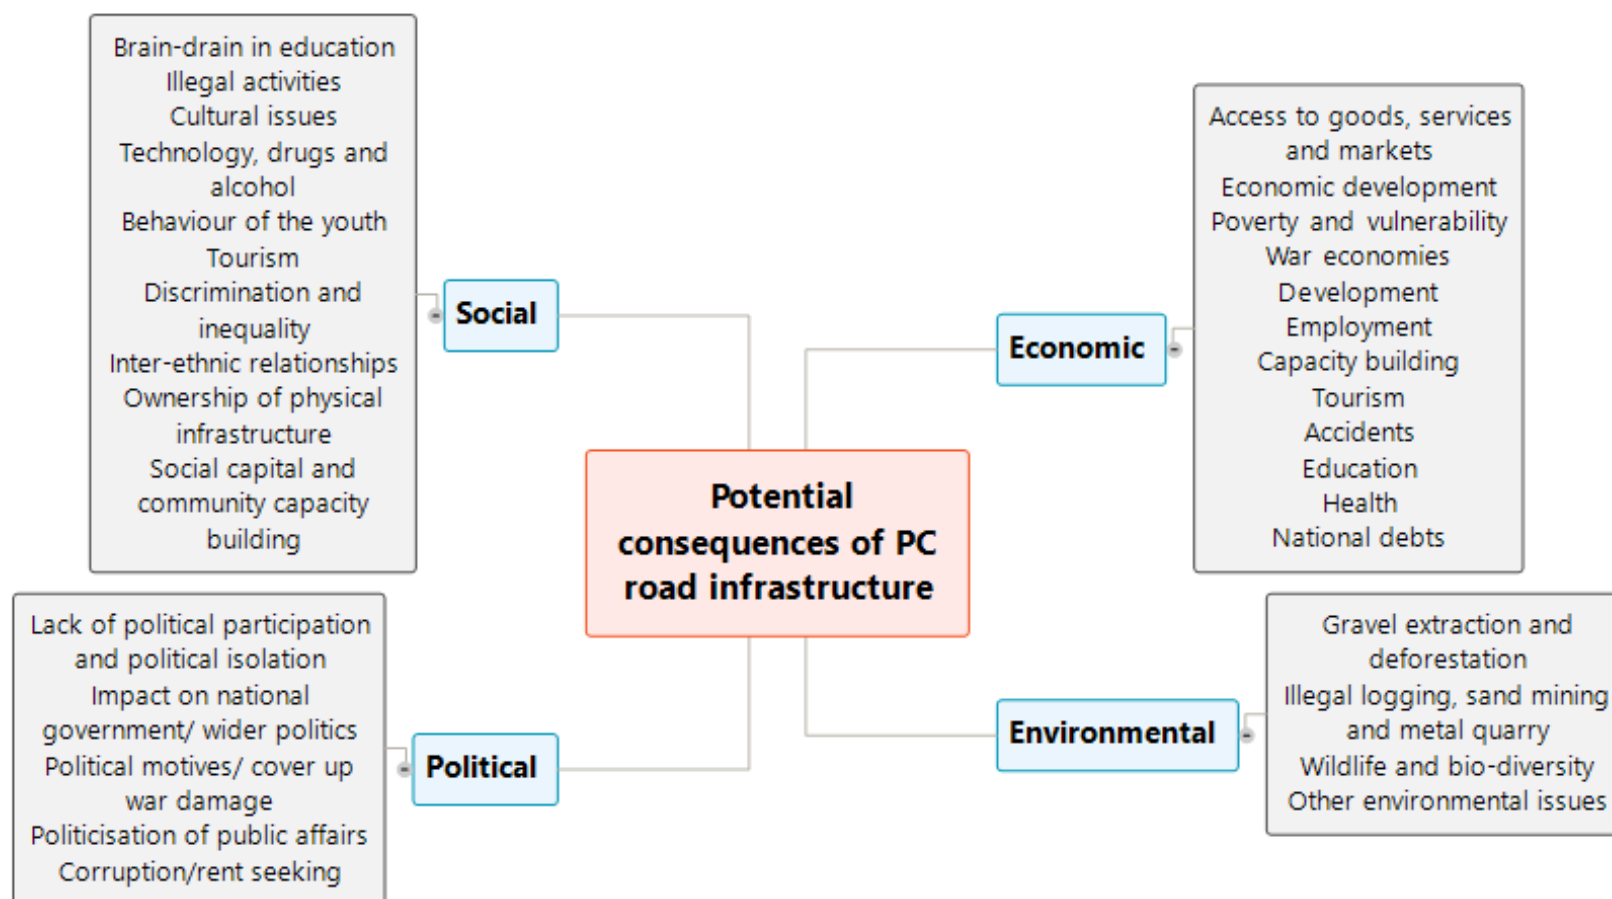 Brain-drain in education
Illegal activities
Cultural issues
Technology, drugs and
alcohol
Behaviour of the youth
Tourism
Discrimination and
inequality
Inter-ethnic relationships
Ownership of physical
infrastructure
Social capital and
community capacity
building
Social
Economic
Access to goods, services
and markets
Economic development
Poverty and vulnerability
War economies
Development
Employment
Capacity building
Tourism
Accidents
Education
Health
National debts
Potential
consequences of PC
road infrastructure
Lack of political participation
and political isolation
Impact on national
government/ wider politics
Political motives/ cover up
war damage
Politicisation of public affairs
Corruption/rent seeking
Political
Environmental
Gravel extraction and
deforestation
Illegal logging, sand mining
and metal quarry
Wildlife and bio-diversity
Other environmental issues